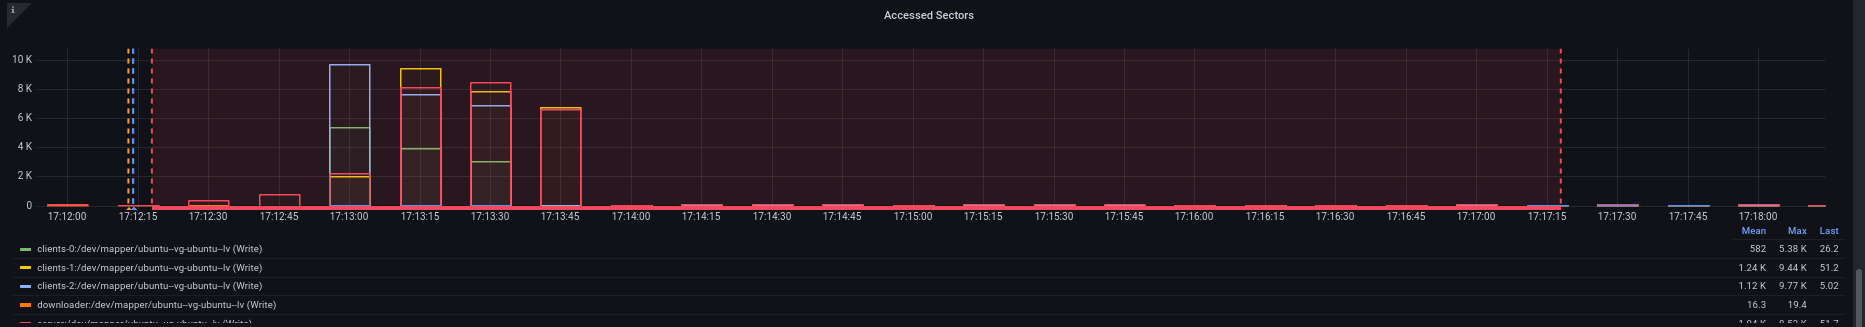 i
Accessed Sectors
10 K
8 K
6 K
4 K
2 K
0
17:12:00 17:12:15 17:12:30 17:12:45 17:13:00 17:13:15 17:13:30 17:13:45 17:14:00 17:14:15 17:14:30 17:14:45 17:15:00 17:15:15 17:15:30 17:15:45 17:16:00 17:16:15 17:16:30 17:16:45 17:17:00 17:17:15 17:17:30 17:17:45 17:18:00
Mean Max Last
clients-0:/dev/mapper/ubuntu--vg-ubuntu--lv (Write) 582 5.38 K 26.2
clients-1:/dev/mapper/ubuntu--vg-ubuntu--lv (Write) 1.24 K 9.44 K 51.2
clients-2:/dev/mapper/ubuntu--vg-ubuntu--lv (Write) 1.12 K 9.77 K 5.02
downloader:/dev/mapper/ubuntu--vg-ubuntu--lv (Write) 16.3 19.4